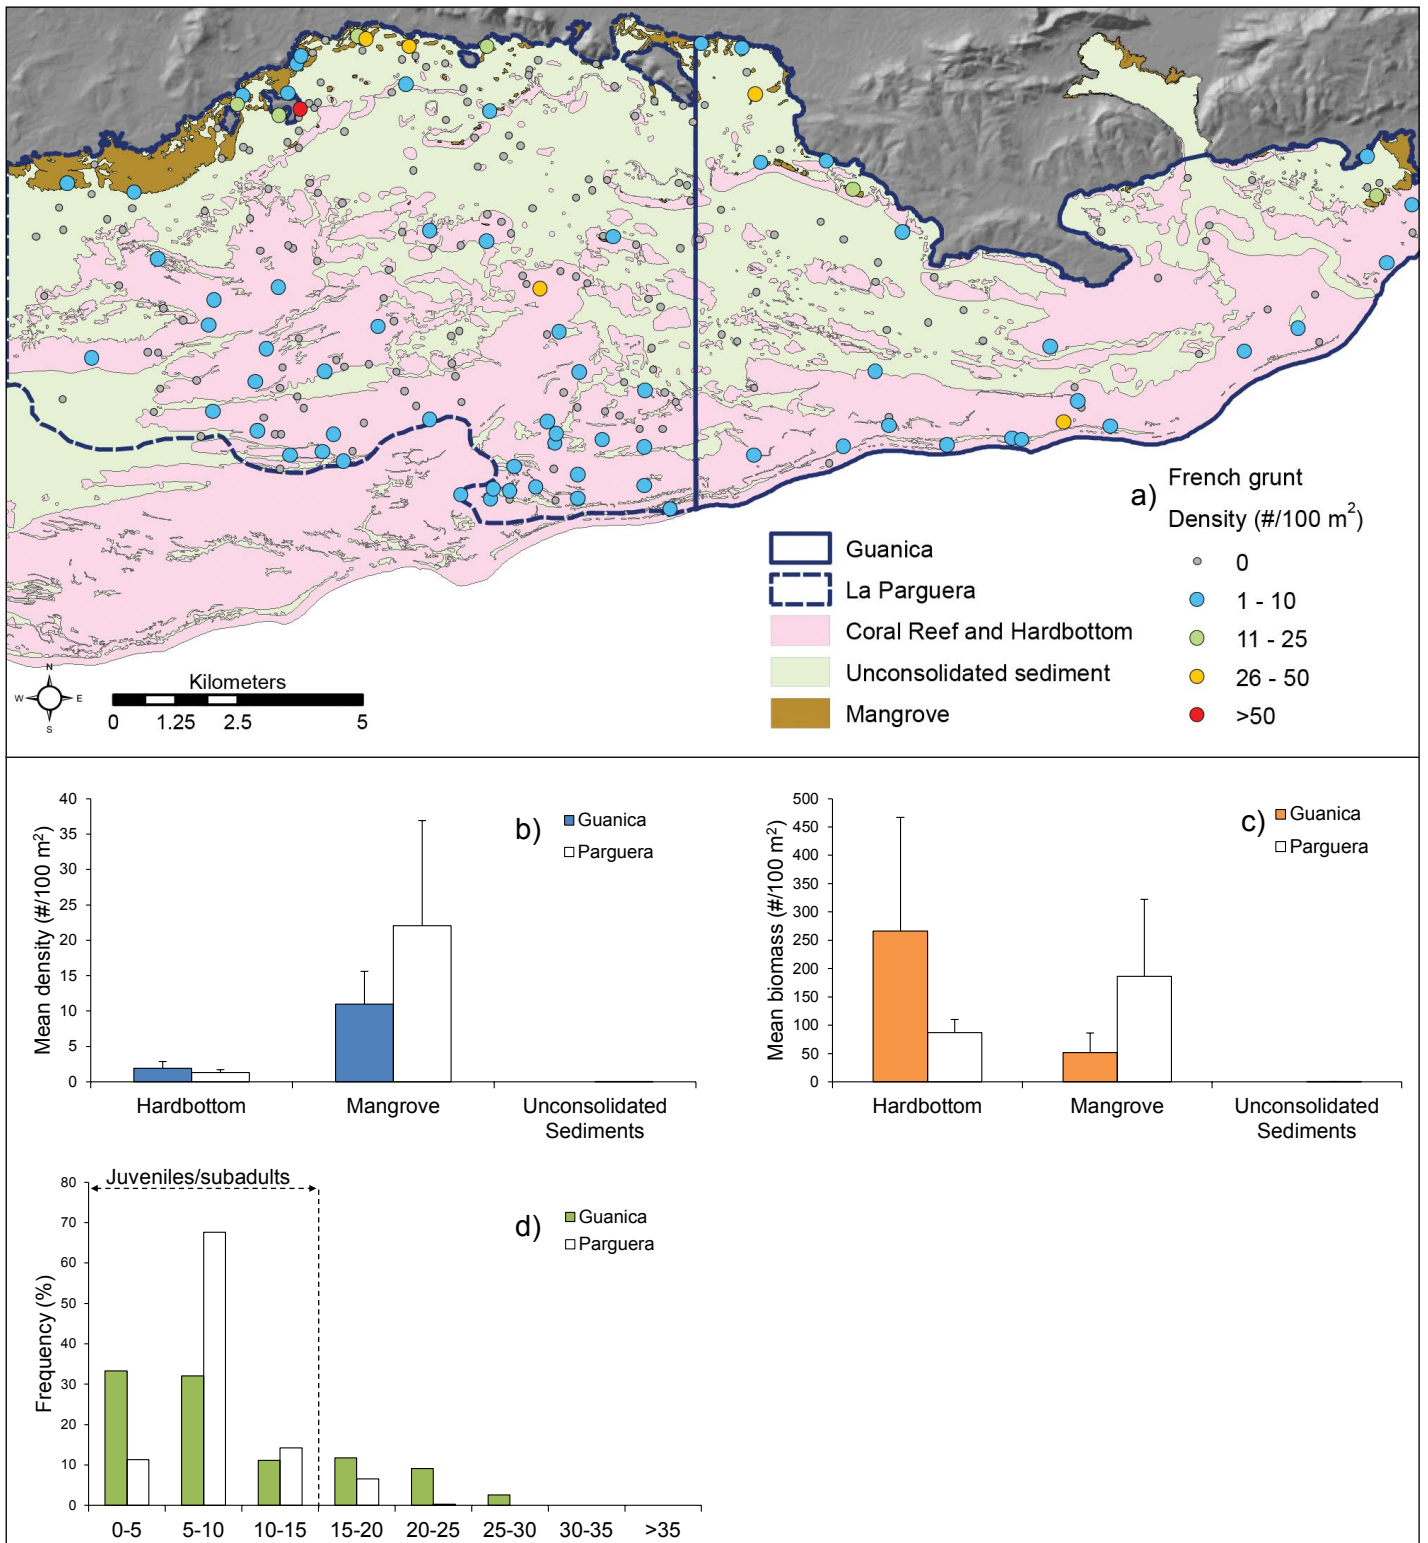 a) French grunt
Density (#/100 m²)
0
1 - 10
11 - 25
26 - 50
>50
Guanica
La Parguera
Coral Reef and Hardbottom
Unconsolidated sediment
Mangrove
N
W E
S
Kilometers
0 1.25 2.5 5
b)
Guanica
Parguera
Mean density (#/100 m²)
40
35
30
25
20
15
10
5
0
Hardbottom Mangrove Unconsolidated
Sediments
c)
Guanica
Parguera
Mean biomass (#/100 m²)
500
450
400
350
300
250
200
150
100
50
0
Hardbottom Mangrove Unconsolidated
Sediments
d)
Juveniles/subadults
Guanica
Parguera
Frequency (%)
80
70
60
50
40
30
20
10
0
0-5 5-10 10-15 15-20 20-25 25-30 30-35 >35